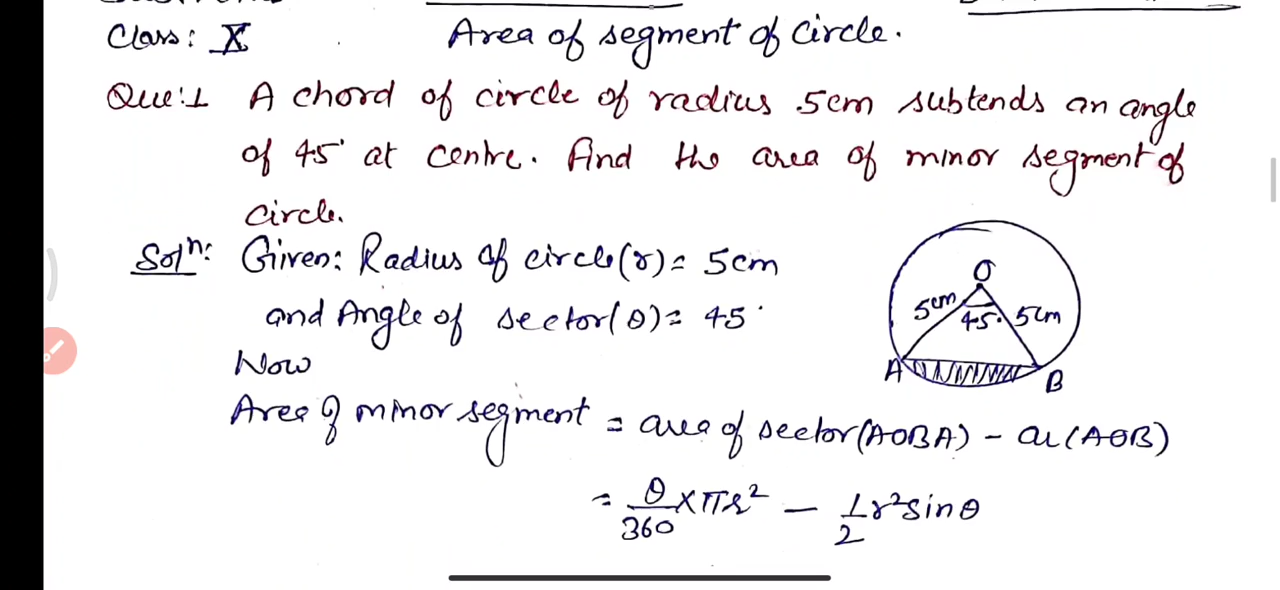 Class: X
Area of segment of Circle.
Que:1 A chord of circle of radius 5cm subtends an angle
of 45° at centre. Find the area of minor segment of
circle.
Solⁿ: Given: Radius of circle(r) = 5cm
and Angle of sector(θ) = 45°
Now
Area of minor segment = area of sector(AOBA) - ar(AOB)
= θ/360 × πr² - 1/2 r² sinθ
O
5cm
45° 5cm
A
B